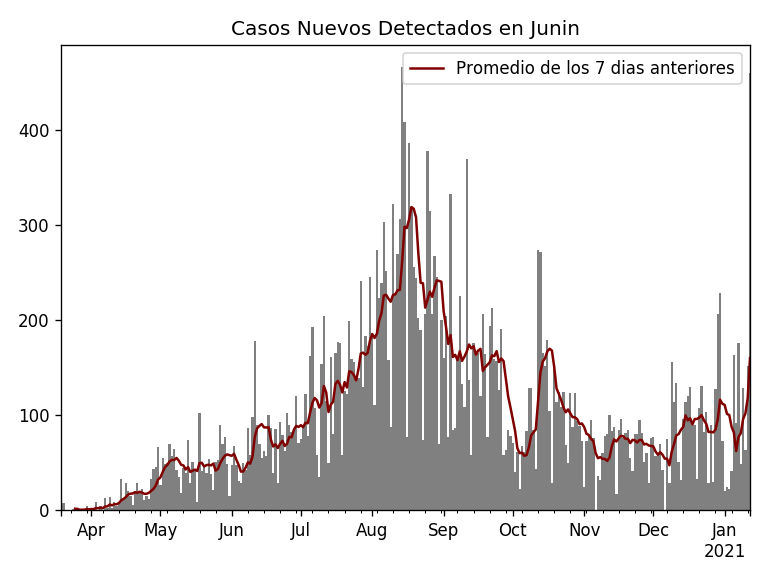 Casos Nuevos Detectados en Junin
Promedio de los 7 dias anteriores
400
300
200
100
0
Apr May Jun Jul Aug Sep Oct Nov Dec Jan
2021